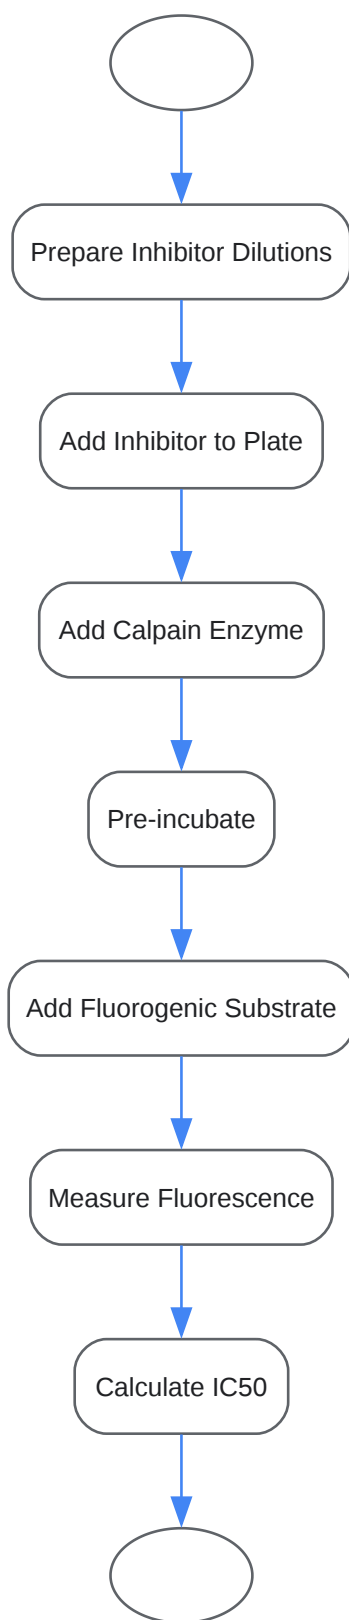 Prepare Inhibitor Dilutions
Add Inhibitor to Plate
Add Calpain Enzyme
Pre-incubate
Add Fluorogenic Substrate
Measure Fluorescence
Calculate IC50